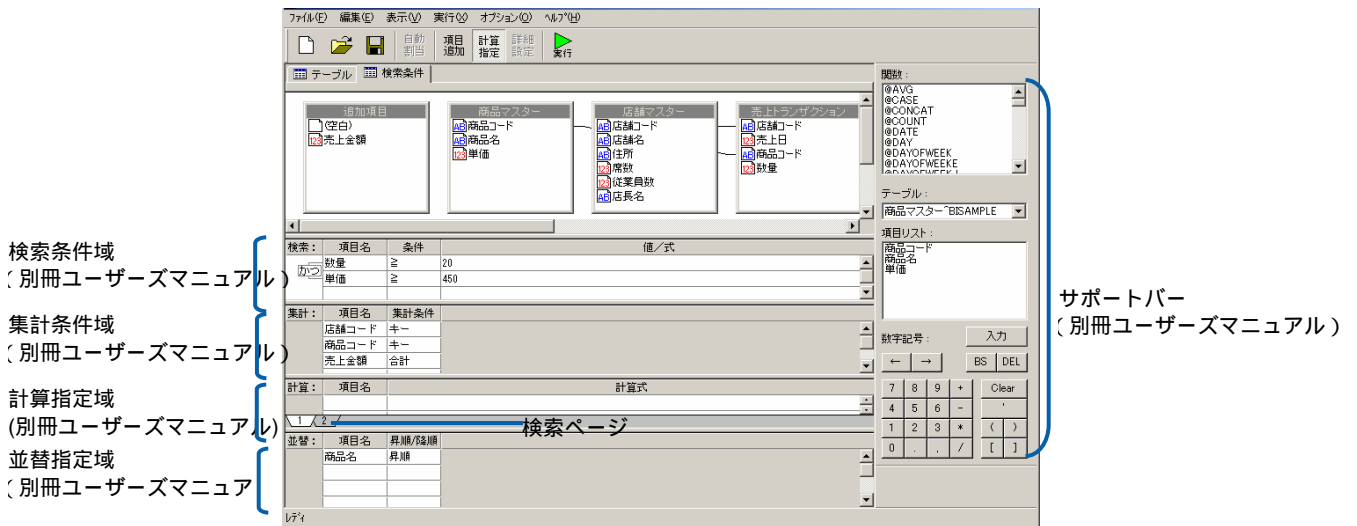 ファイル(F) 編集(E) 表示(V) 実行(X) オプション(O) ヘルプ(H)
自動割当 項目追加 計算指定 詳細設定 実行
テーブル 検索条件
追加項目
(空白)
売上金額
商品マスター
商品コード
商品名
単価
店舗マスター
店舗コード
店舗名
住所
席数
従業員数
店長名
売上トランザクション
店舗コード
売上日
商品コード
数量
検索: 項目名 条件 値/式
かつ
数量 ≧ 20
単価 ≧ 450
集計: 項目名 集計条件
店舗コード キー
商品コード キー
売上金額 合計
計算: 項目名 計算式
1 2
検索ページ
並替: 項目名 昇順/降順
商品名 昇順
レディ
関数:
@AVG
@CASE
@CONCAT
@COUNT
@DATE
@DAY
@DAYOFWEEK
@DAYOFWEEKE
@DAYOFWEEKJ
テーブル:
商品マスター^BISAMPLE
項目リスト:
商品コード
商品名
単価
数字記号: 入力
← → BS DEL
7 8 9 + Clear
4 5 6 - '
1 2 3 * ( )
0 . , / [ ]
検索条件域
(別冊ユーザーズマニュアル)
集計条件域
(別冊ユーザーズマニュアル)
計算指定域
(別冊ユーザーズマニュアル)
並替指定域
(別冊ユーザーズマニュア
サポートバー
(別冊ユーザーズマニュアル)